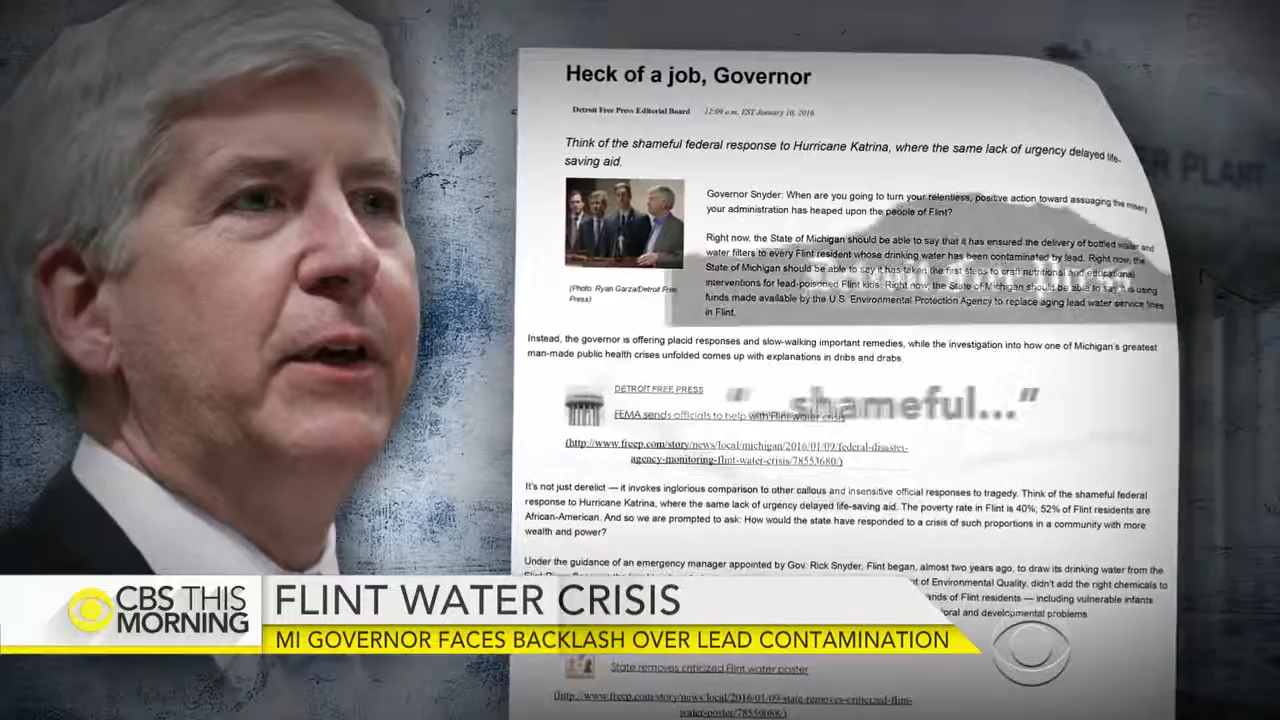 Heck of a job, Governor
Detroit Free Press Editorial Board 12:09 a.m. EST January 10, 2016
Think of the shameful federal response to Hurricane Katrina, where the same lack of urgency delayed life-
saving aid.
Governor Snyder: When are you going to turn your relentless, positive action toward assuaging the misery
your administration has heaped upon the people of Flint?
Right now, the State of Michigan should be able to say that it has ensured the delivery of bottled water and
water filters to every Flint resident whose drinking water has been contaminated by lead. Right now, the
State of Michigan should be able to say it has taken the first steps to craft nutritional and educational
interventions for lead-poisoned Flint kids. Right now, the State of Michigan should be able to say it is using
funds made available by the U.S. Environmental Protection Agency to replace aging lead water service lines
in Flint.
(Photo: Ryan Garza/Detroit Free
Press)
ER PLANT
Instead, the governor is offering placid responses and slow-walking important remedies, while the investigation into how one of Michigan's greatest
man-made public health crises unfolded comes up with explanations in dribs and drabs.
DETROIT FREE PRESS
FEMA sends officials to help with Flint water crisis
" shameful..."
(http://www.freep.com/story/news/local/michigan/2016/01/09/federal-disaster-
agency-monitoring-flint-water-crisis/78553680/)
It's not just derelict — it invokes inglorious comparison to other callous and insensitive official responses to tragedy. Think of the shameful federal
response to Hurricane Katrina, where the same lack of urgency delayed life-saving aid. The poverty rate in Flint is 40%; 52% of Flint residents are
African-American. And so we are prompted to ask: How would the state have responded to a crisis of such proportions in a community with more
wealth and power?
Under the guidance of an emergency manager appointed by Gov. Rick Snyder, Flint began, almost two years ago, to draw its drinking water from the
t of Environmental Quality, didn't add the right chemicals to
ands of Flint residents — including vulnerable infants
ioral and developmental problems
CBS THIS
MORNING
FLINT WATER CRISIS
MI GOVERNOR FACES BACKLASH OVER LEAD CONTAMINATION
State removes criticized Flint water poster
(http://www.freep.com/story/news/local/2016/01/09/state-removes-criticized-flint-
water-poster/78559088/)